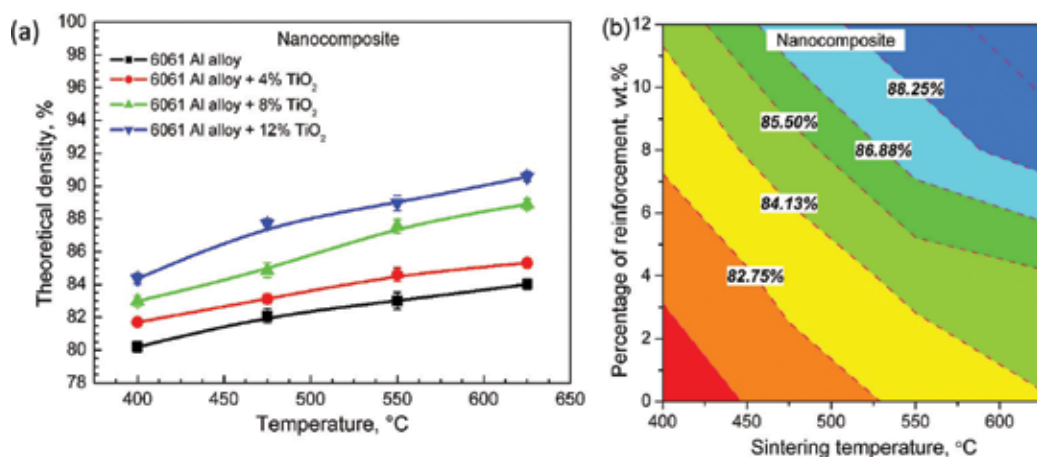 (a)
Nanocomposite
6061 Al alloy
6061 Al alloy + 4% TiO₂
6061 Al alloy + 8% TiO₂
6061 Al alloy + 12% TiO₂
Theoretical density, %
100
98
96
94
92
90
88
86
84
82
80
78
400 450 500 550 600 650
Temperature, °C
(b)
Nanocomposite
88.25%
85.50%
86.88%
84.13%
82.75%
Percentage of reinforcement, wt.%
12
10
8
6
4
2
0
400 450 500 550 600
Sintering temperature, °C